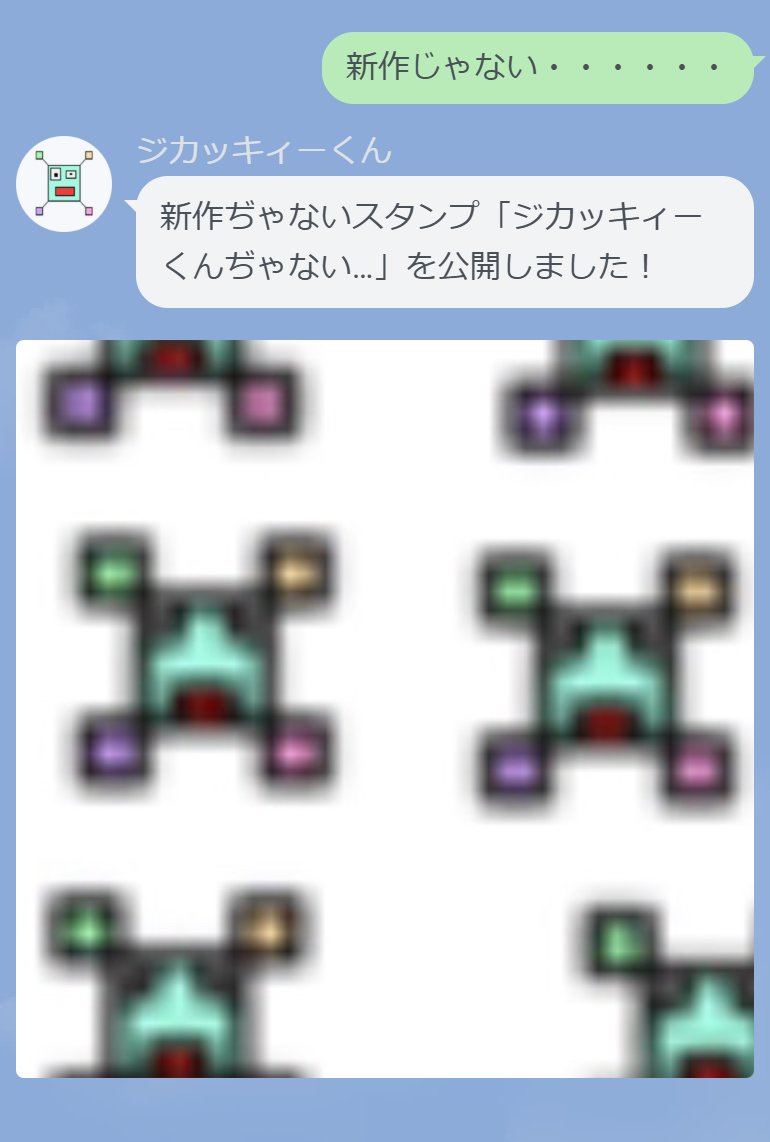 新作じゃない・・・・・・
ジカッキィーくん
新作ぢゃないスタンプ「ジカッキィー
くんぢゃない...」を公開しました！